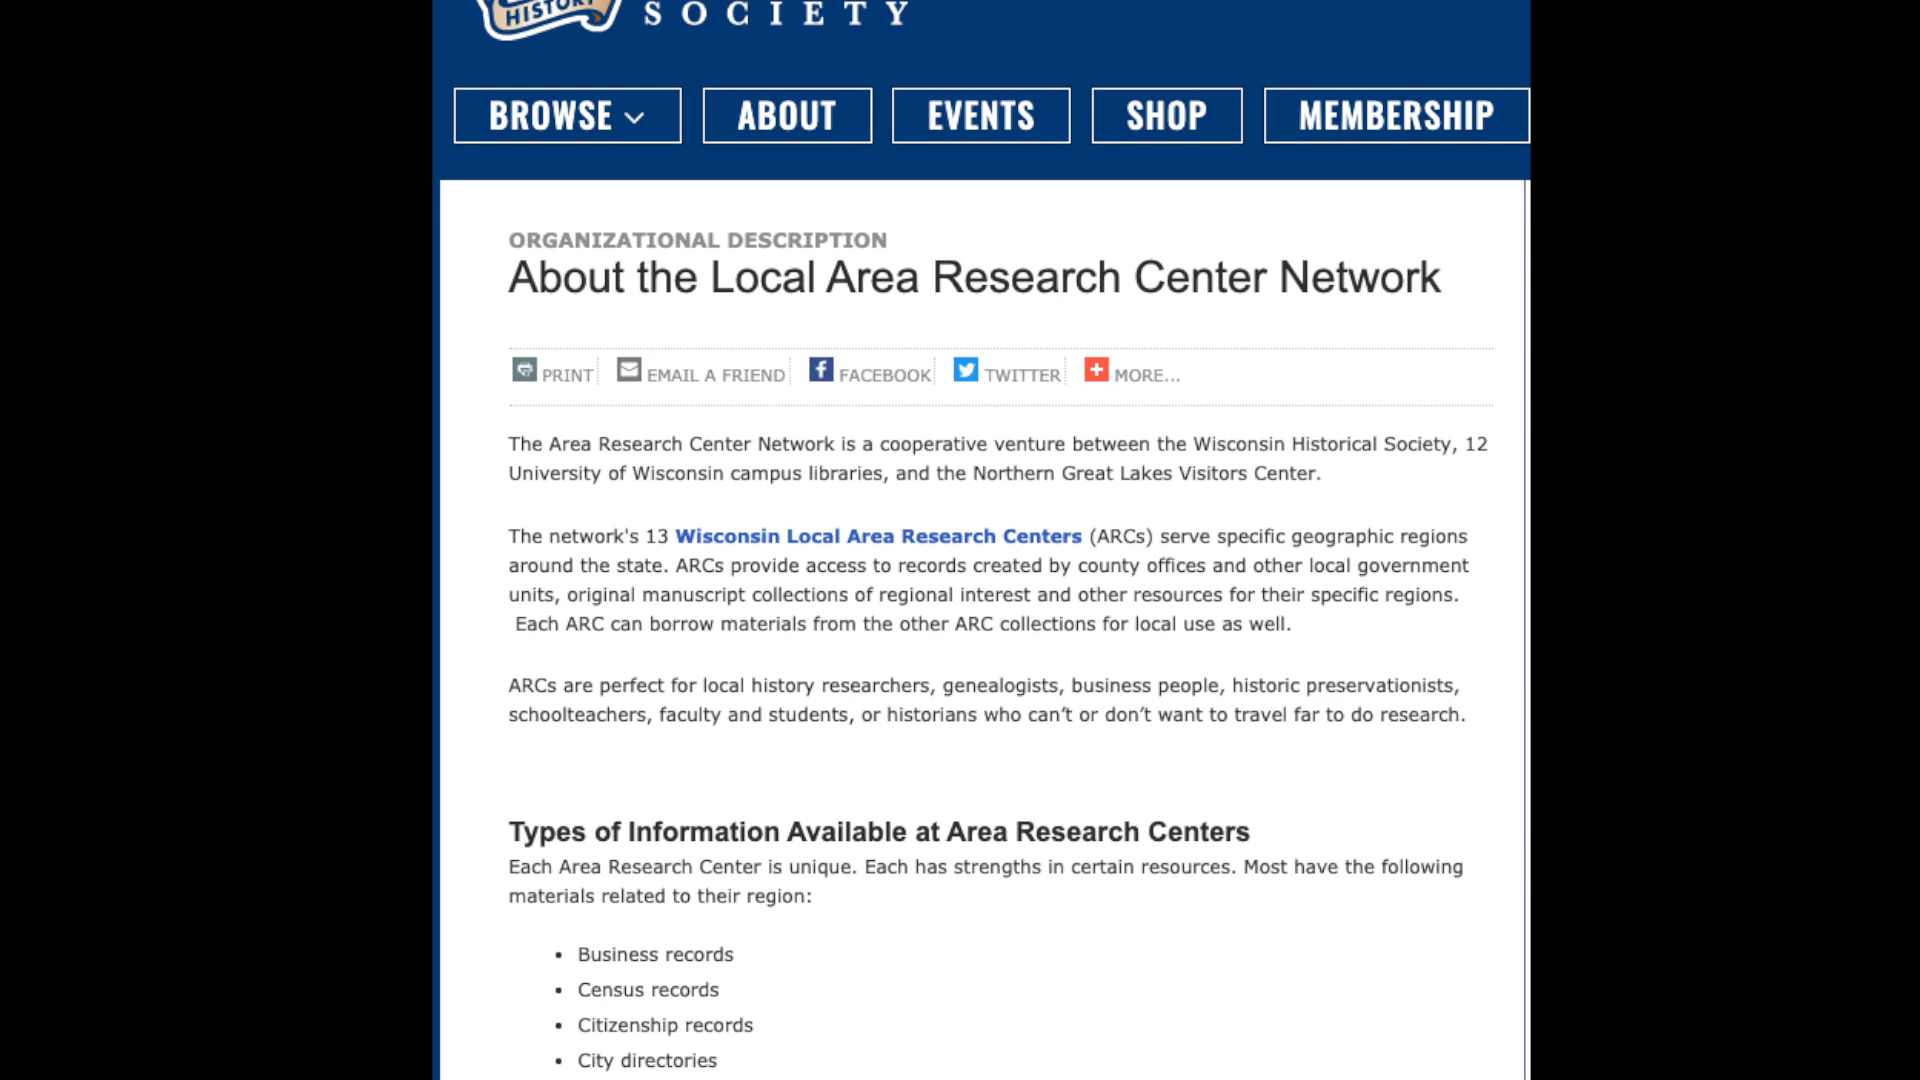 HISTORY
SOCIETY
BROWSE ABOUT EVENTS SHOP MEMBERSHIP
ORGANIZATIONAL DESCRIPTION
About the Local Area Research Center Network
PRINT EMAIL A FRIEND FACEBOOK TWITTER MORE...
The Area Research Center Network is a cooperative venture between the Wisconsin Historical Society, 12
University of Wisconsin campus libraries, and the Northern Great Lakes Visitors Center.
The network's 13 Wisconsin Local Area Research Centers (ARCs) serve specific geographic regions
around the state. ARCs provide access to records created by county offices and other local government
units, original manuscript collections of regional interest and other resources for their specific regions.
Each ARC can borrow materials from the other ARC collections for local use as well.
ARCs are perfect for local history researchers, genealogists, business people, historic preservationists,
schoolteachers, faculty and students, or historians who can’t or don’t want to travel far to do research.
Types of Information Available at Area Research Centers
Each Area Research Center is unique. Each has strengths in certain resources. Most have the following
materials related to their region:
• Business records
• Census records
• Citizenship records
• City directories